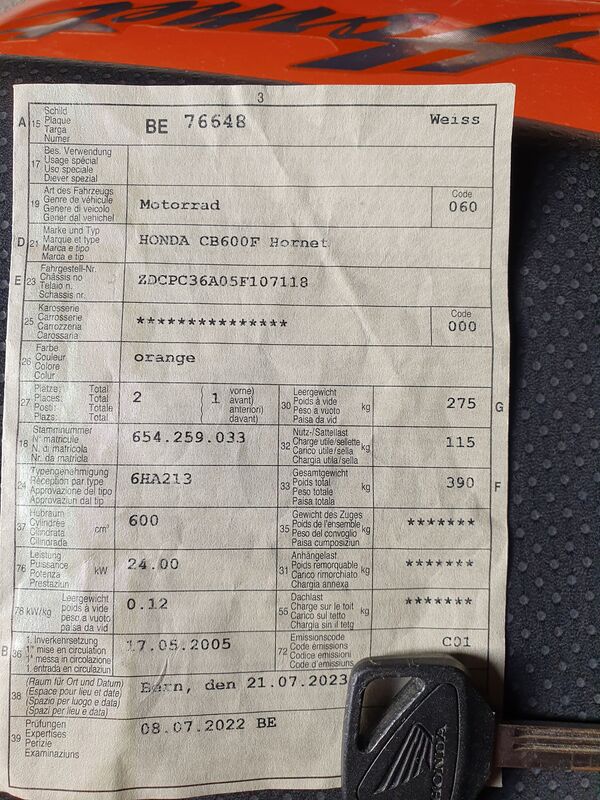 Hornet
3
A 15 Schild Plaque Targa Numer BE 76648 Weiss
17 Bes. Verwendung
Usage spécial
Uso speciale
Diever spezial
19 Art des Fahrzeugs
Genre de véhicule
Genere di veicolo
Gener dal vehichel
Motorrad
Code
060
D 21 Marke und Typ
Marque et type
Marca e tipo
Marca e tip
HONDA CB600F Hornet
E 23 Fahrgestell-Nr.
Châssis no
Telaio n.
Schassis nr.
ZDCPC36A05F107118
25 Karosserie
Carrosserie
Carrozzeria
Carossaria
***************
Code
000
26 Farbe
Couleur
Colore
Colur
orange
27 Plätze: Total
Places: Total
Posti: Totale
Plazs: Total
2
( 1 vorne)
avant)
anteriori)
davant)
30 Leergewicht
Poids à vide
Peso a vuoto
Paisa da vid
kg
275
G
18 Stammnummer
N° matricule
N. di matricola
Nr. da matricla
654.259.033
32 Nutz-/Sattellast
Charge utile/sellette
Carico utile/sella
Chargia utila/sella
kg
115
24 Typengenehmigung
Réception par type
Approvazione del tipo
Approvaziun dal tip
6HA213
33 Gesamtgewicht
Poids total
Peso totale
Paisa totala
kg
390
F
37 Hubraum
Cylindrée
Cilindrata
Cilindrada
cm³
600
35 Gewicht des Zuges
Poids de l'ensemble
Peso del convoglio
Paisa cumposiziun
kg
*******
76 Leistung
Puissance
Potenza
Prestaziun
kW
24.00
31 Anhängelast
Poids remorquable
Carico rimorchiato
Chargia annexa
kg
*******
78 kW/kg Leergewicht
poids à vide
peso a vuoto
paisa da vid
0.12
55 Dachlast
Charge sur le toit
Carico sul tetto
Chargia sin il tetg
kg
*******
B 36 1. Inverkehrsetzung
1re mise en circulation
1a messa in circolazione
1. entrada en circulaziun
17.05.2005
72 Emissionscode
Code émissions
Codice emissioni
Code d'emissiuns
C01
38 (Raum für Ort und Datum)
(Espace pour lieu et date)
(Spazio per luogo e data)
(Spazi per lieu e data)
Bern, den 21.07.2023
39 Prüfungen
Expertises
Perizie
Examinaziuns
08.07.2022 BE
HONDA